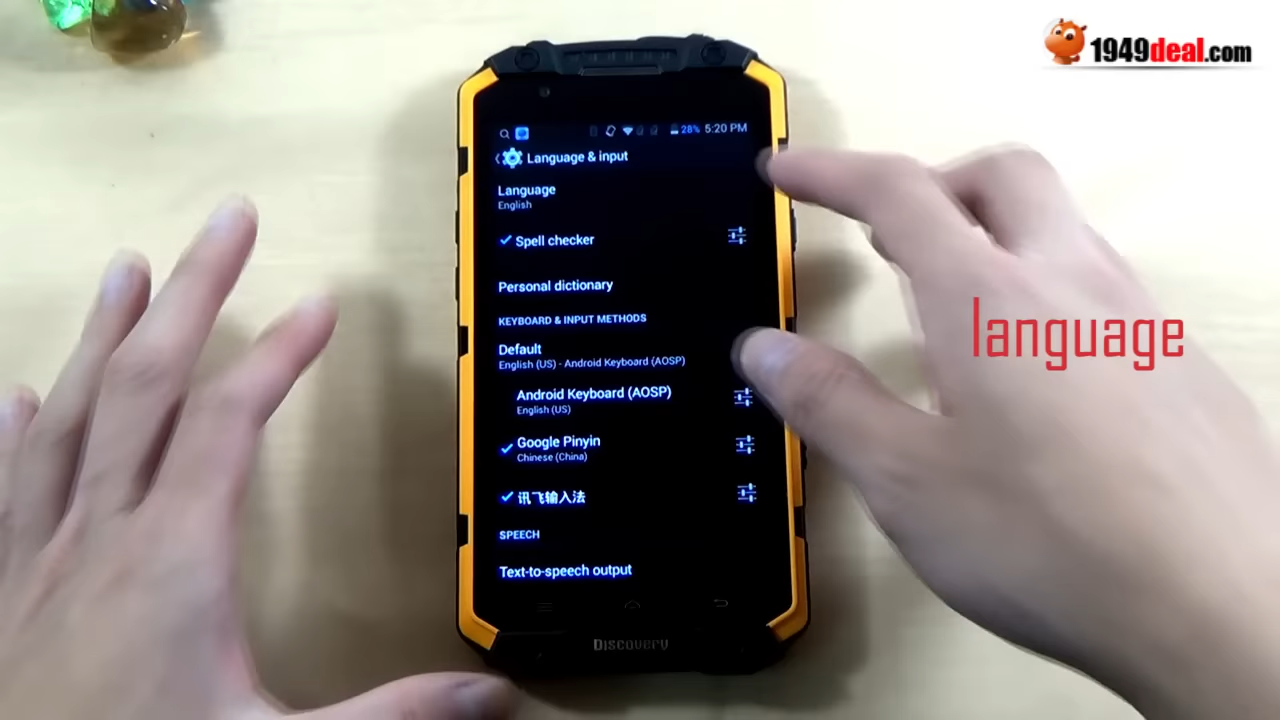 1949deal.com
28% 5:20 PM
Language & input
Language
English
Spell checker
Personal dictionary
KEYBOARD & INPUT METHODS
Default
English (US) - Android Keyboard (AOSP)
Android Keyboard (AOSP)
English (US)
Google Pinyin
Chinese (China)
讯飞输入法
SPEECH
Text-to-speech output
Discovery
language